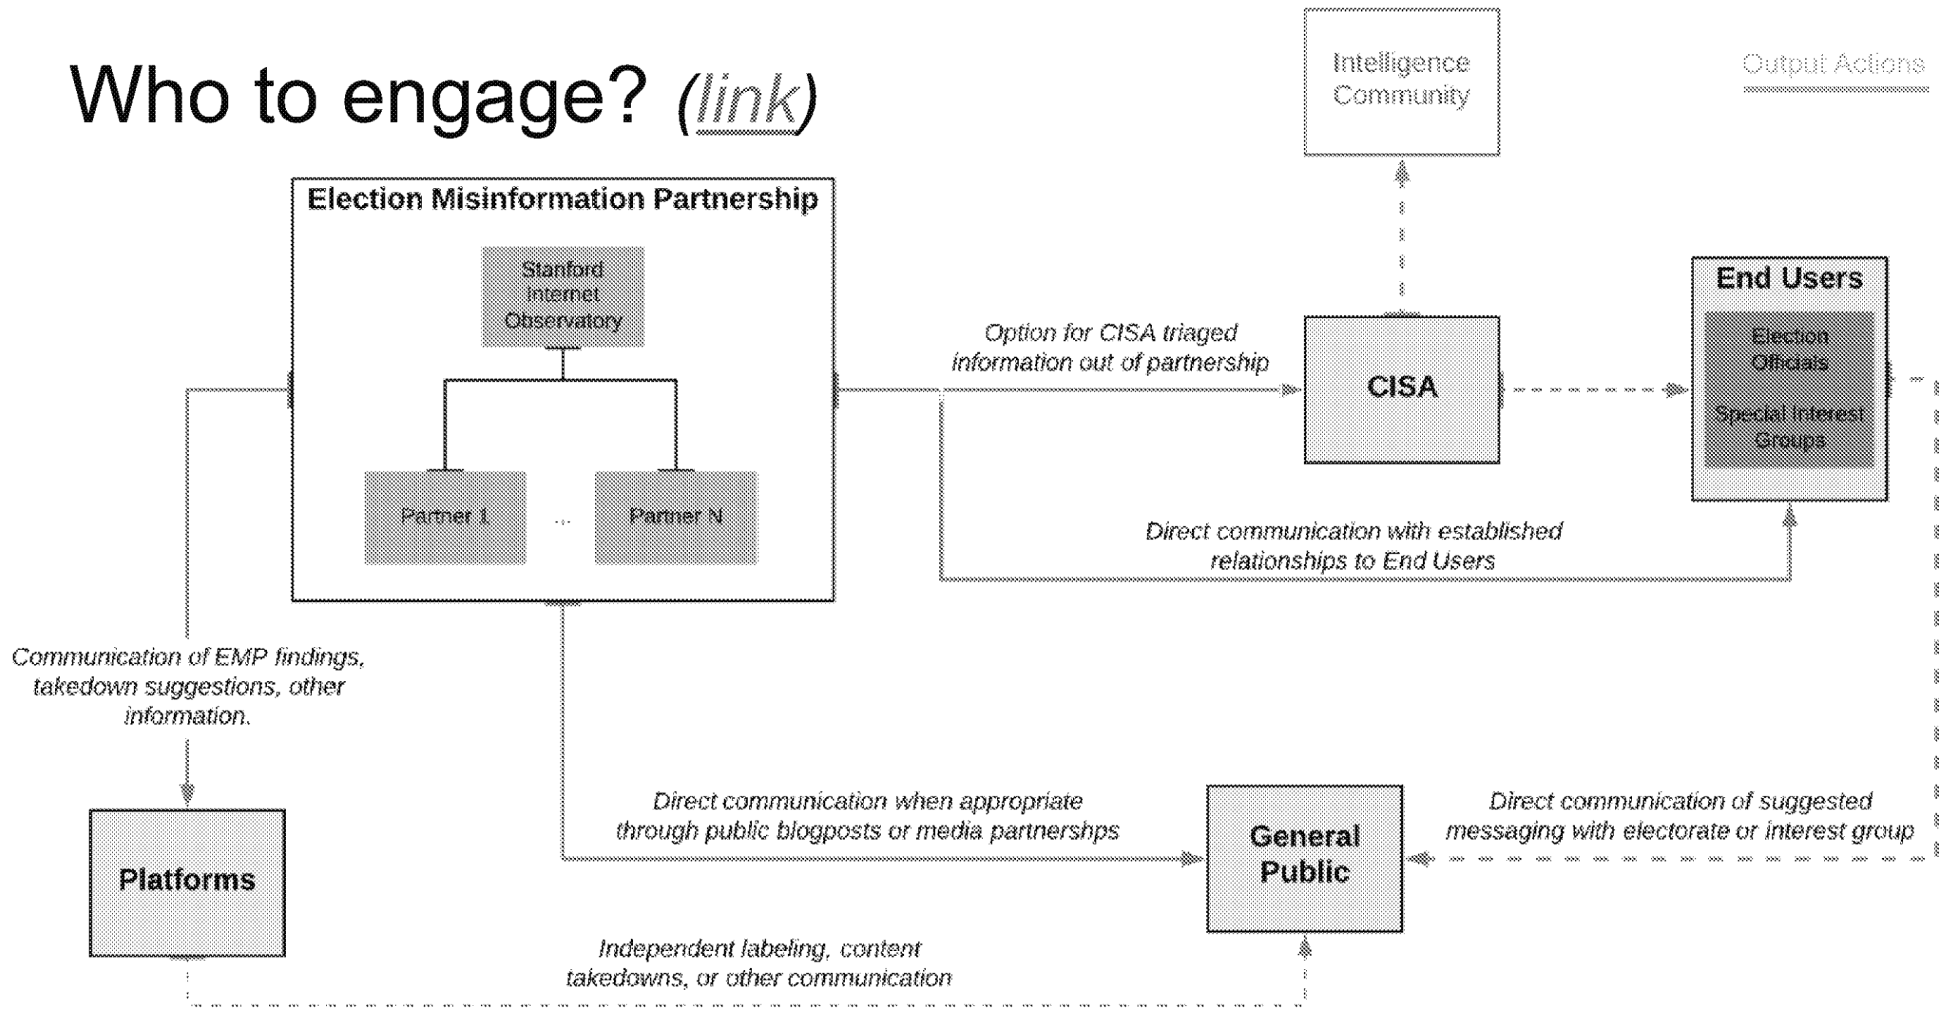 Who to engage? (link)
Intelligence
Community
Output Actions
Election Misinformation Partnership
Stanford
Internet
Observatory
Partner 1
...
Partner N
Option for CISA triaged
information out of partnership
CISA
End Users
Election
Officials
Special Interest
Groups
Direct communication with established
relationships to End Users
Communication of EMP findings,
takedown suggestions, other
information.
Platforms
Direct communication when appropriate
through public blogposts or media partnershps
General
Public
Direct communication of suggested
messaging with electorate or interest group
Independent labeling, content
takedowns, or other communication